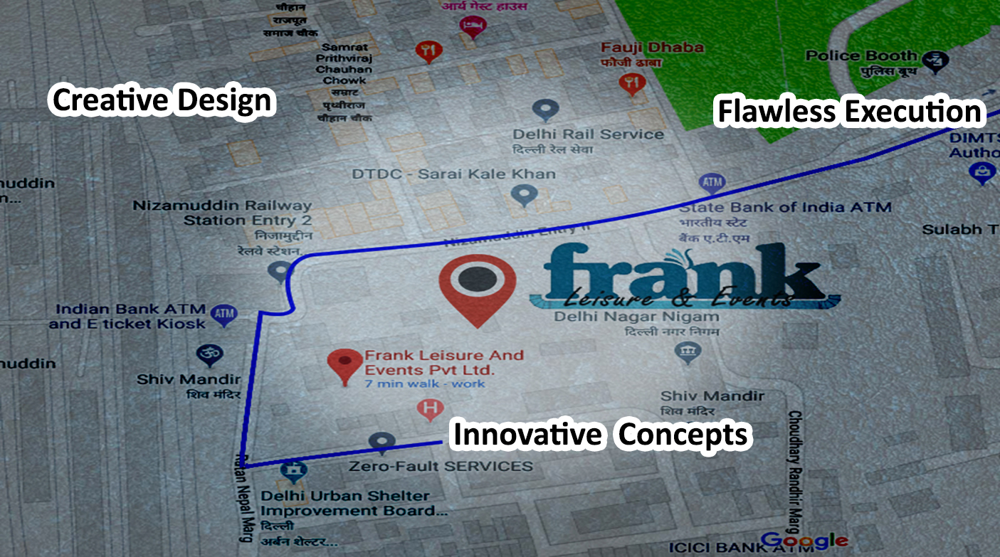 चौहान
राजपूत
समाज चौक
आर्य गेस्ट हाउस
Samrat
Prithviraj
Chauhan
Chowk
सम्राट
पृथ्वीराज
चौहान चौक
Fauji Dhaba
फौजी ढाबा
Police Booth
पुलिस बूथ
Creative Design
Flawless Execution
Delhi Rail Service
दिल्ली रेल सेवा
DIMTS
Autho
DTDC - Sarai Kale Khan
uddin
n...
Nizamuddin Railway
Station Entry 2
निजामुद्दीन
रेलवे स्टेशन...
ATM
State Bank of India ATM
भारतीय स्टेट
बैंक ए.टी.एम
Nizamuddin Entry II
Sulabh T
frank
Leisure & Events
Indian Bank ATM
and E ticket Kiosk
ATM
Delhi Nagar Nigam
दिल्ली नगर निगम
Frank Leisure And
Events Pvt Ltd.
7 min walk - work
uddin
Shiv Mandir
शिव मंदिर
Shiv Mandir
शिव मंदिर
H
Innovative Concepts
Zero-Fault SERVICES
Ratan Nepal Marg
Choudhary Randhir Marg
Delhi Urban Shelter
Improvement Board...
दिल्ली
अर्बन शेल्टर...
Google
ICICI BANK ATM